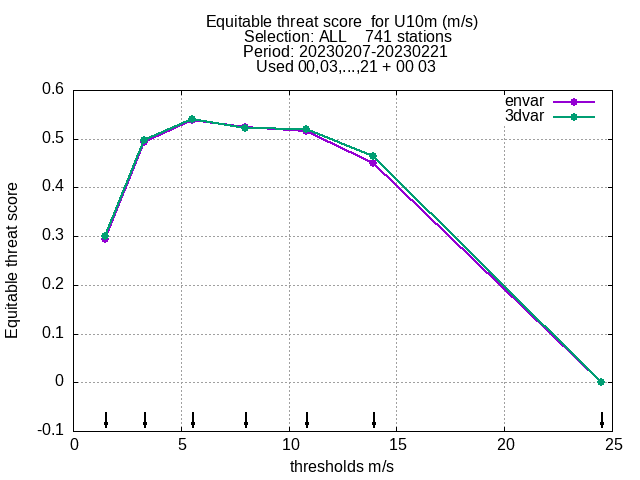 Equitable threat score  for U10m (m/s)
Selection: ALL    741 stations
Period: 20230207-20230221
Used 00,03,...,21 + 00 03
envar
3dvar
0.6
0.5
0.4
0.3
0.2
0.1
0
-0.1
Equitable threat score
0 5 10 15 20 25
thresholds m/s